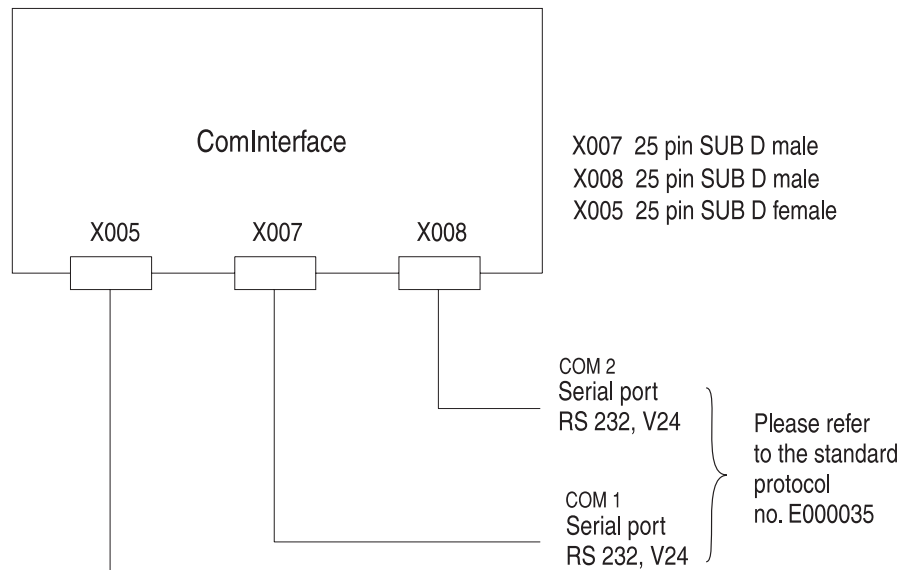 ComInterface
X007 25 pin SUB D male
X008 25 pin SUB D male
X005 25 pin SUB D female
X005 X007 X008
COM 2
Serial port
RS 232, V24
COM 1
Serial port
RS 232, V24
Please refer
to the standard
protocol
no. E000035